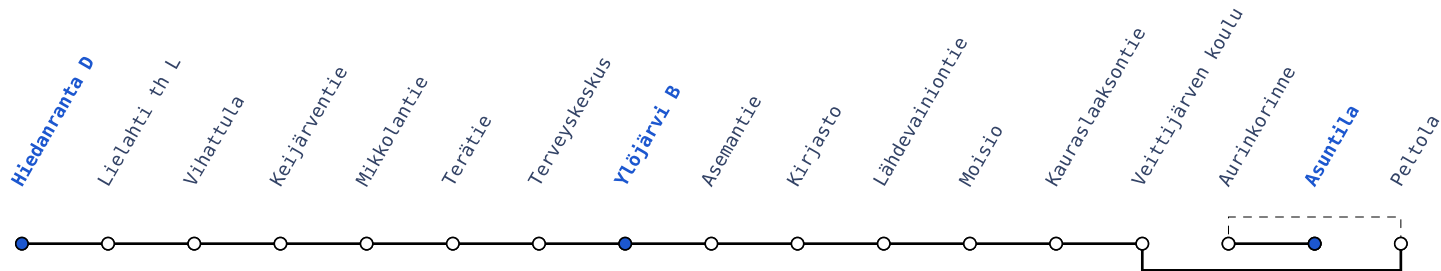 Hiedanranta D
Lielahti th L
Vihattula
Keijärventie
Mikkolantie
Terätie
Terveyskeskus
Ylöjärvi B
Asemantie
Kirjasto
Lähdevainiontie
Moisio
Kauraslaaksontie
Veittijärven koulu
Aurinkorinne
Asuntila
Peltola